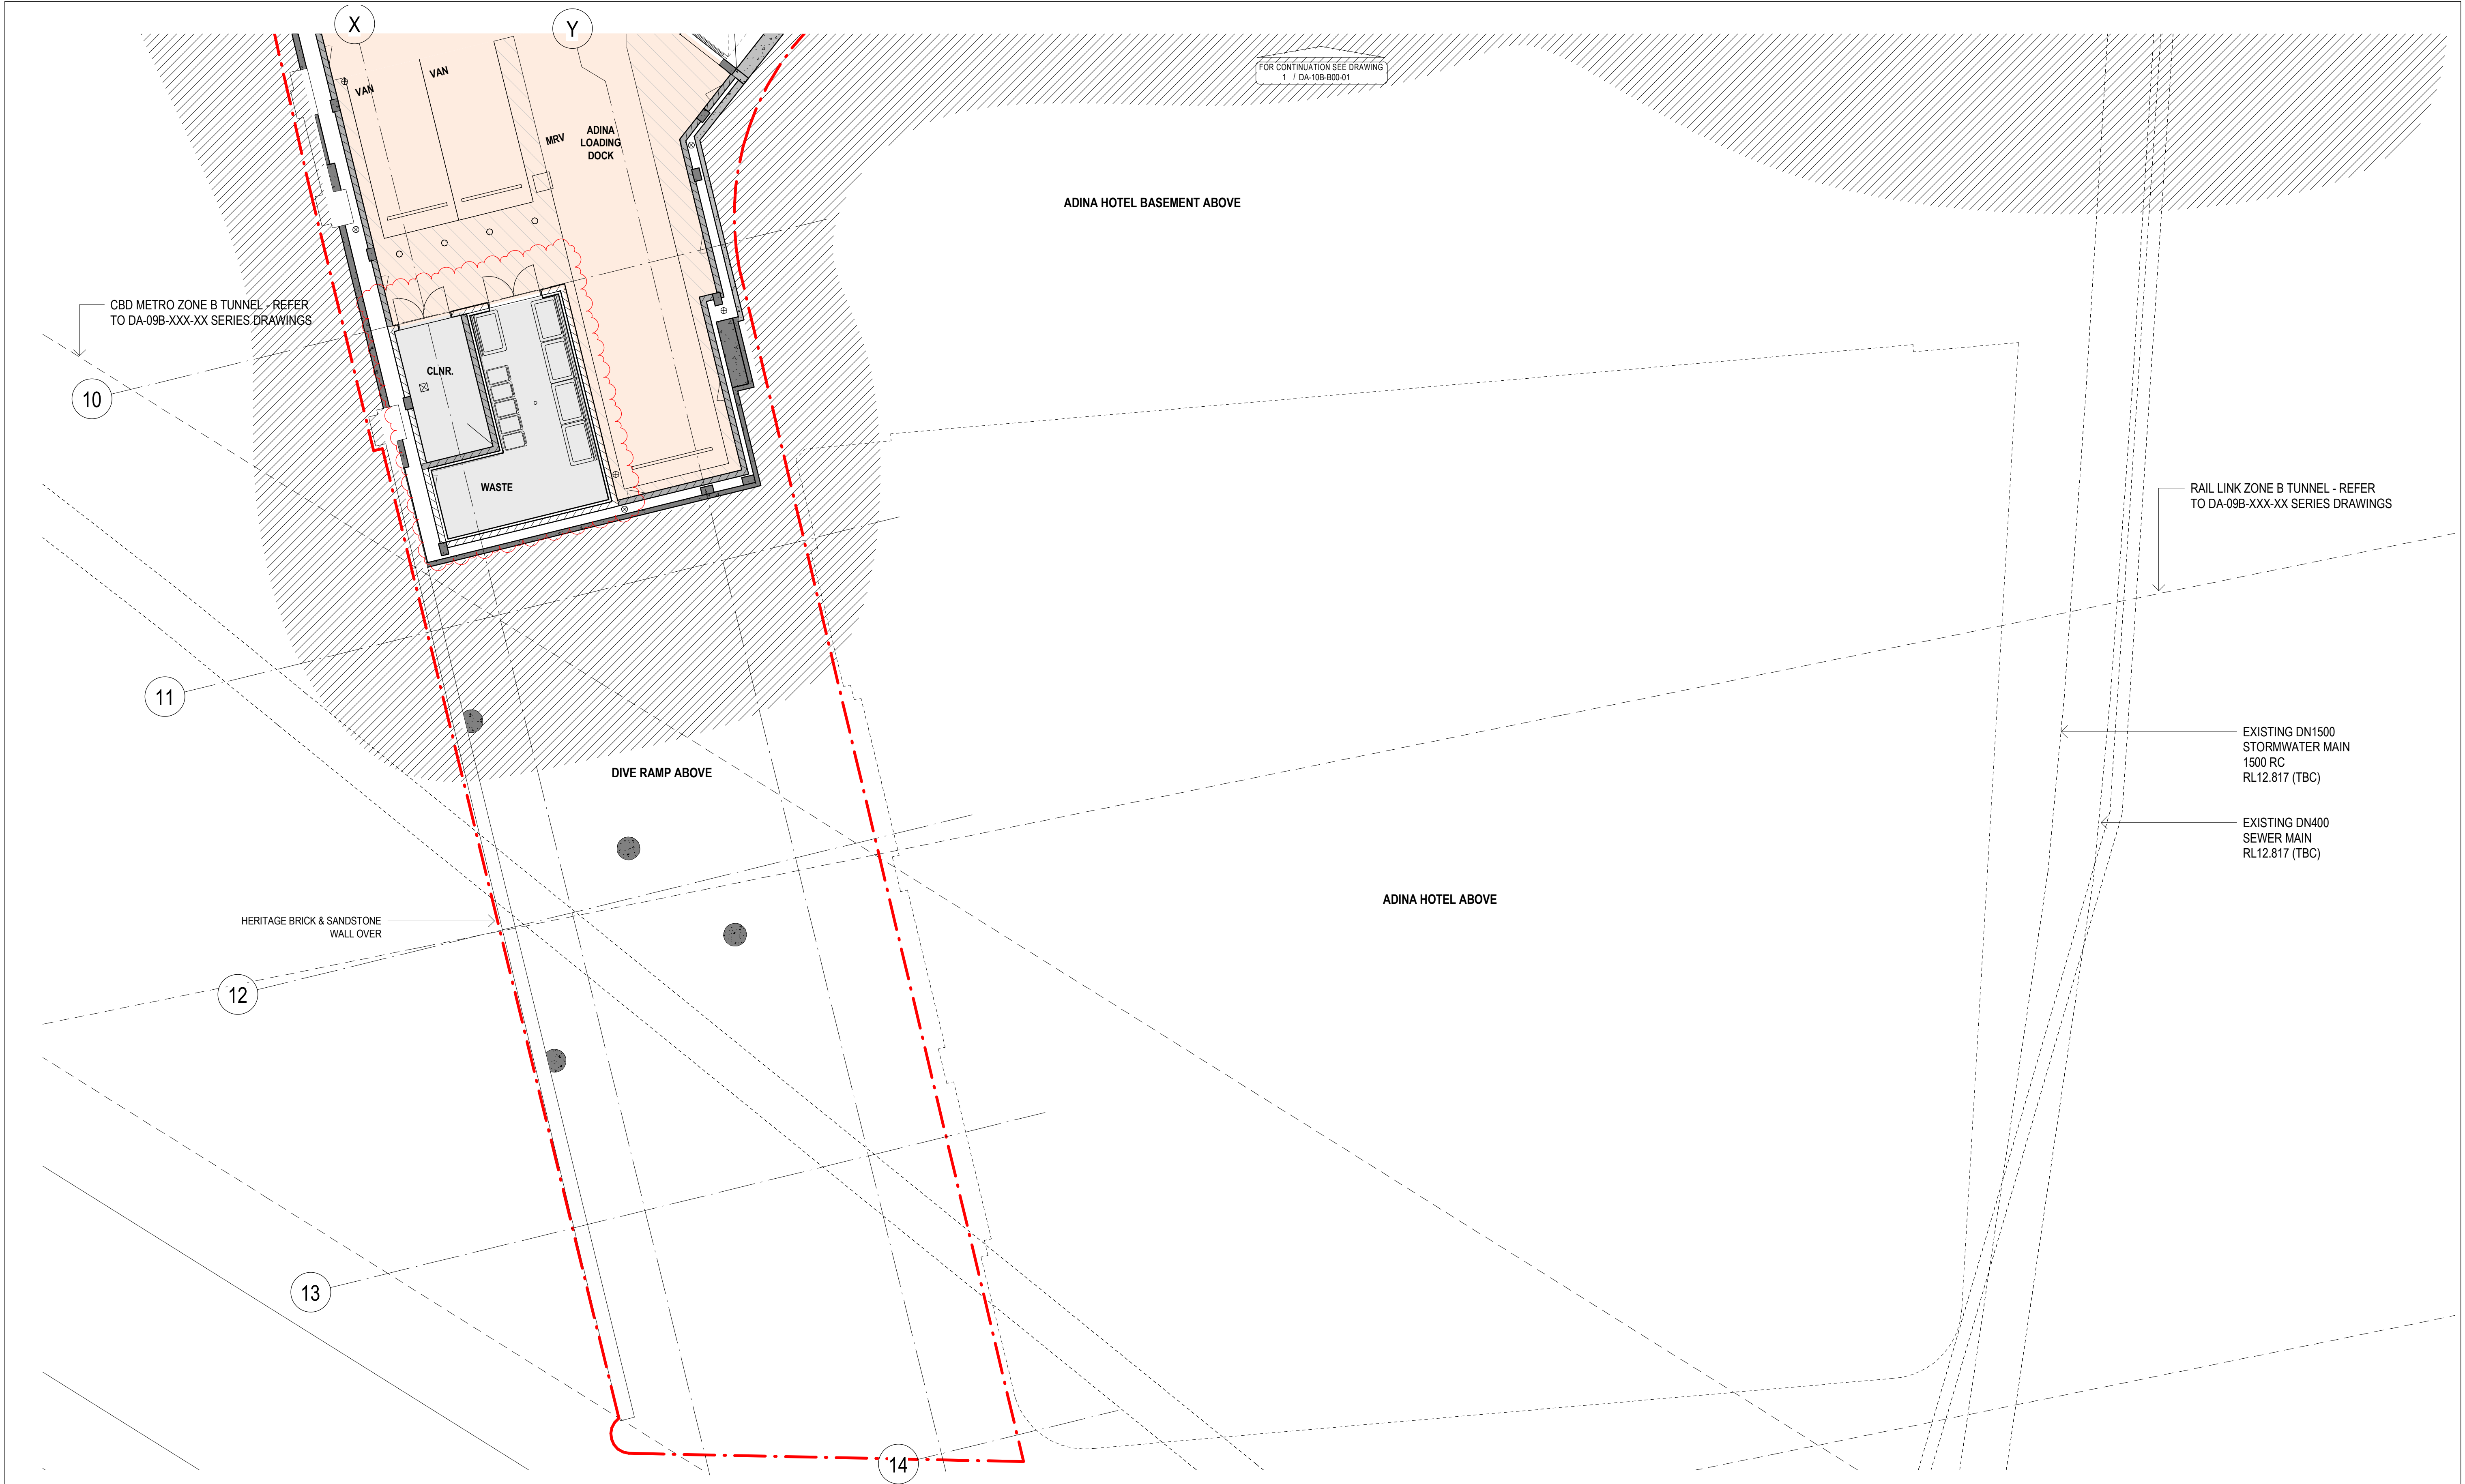 X
Y
FOR CONTINUATION SEE DRAWING
1 / DA-10B-B00-01
VAN
VAN
MRV
ADINA
LOADING
DOCK
ADINA HOTEL BASEMENT ABOVE
CBD METRO ZONE B TUNNEL - REFER
TO DA-09B-XXX-XX SERIES DRAWINGS
10
CLNR.
WASTE
RAIL LINK ZONE B TUNNEL - REFER
TO DA-09B-XXX-XX SERIES DRAWINGS
11
EXISTING DN1500
STORMWATER MAIN
1500 RC
RL12.817 (TBC)
DIVE RAMP ABOVE
EXISTING DN400
SEWER MAIN
RL12.817 (TBC)
ADINA HOTEL ABOVE
HERITAGE BRICK & SANDSTONE
WALL OVER
12
13
14